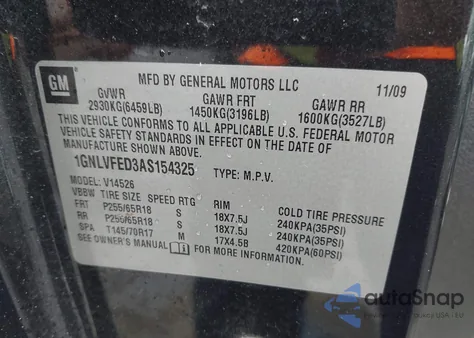 GM
MFD BY GENERAL MOTORS LLC 11/09
GVWR GAWR FRT GAWR RR
2930KG(6459LB) 1450KG(3196LB) 1600KG(3527LB)
THIS VEHICLE CONFORMS TO ALL APPLICABLE U.S. FEDERAL MOTOR
VEHICLE SAFETY STANDARDS IN EFFECT ON THE DATE OF
MANUFACTURE SHOWN ABOVE.
1GNLVFED3AS154325 TYPE: M.P.V.
MODEL: V14526
VBBW TIRE SIZE SPEED RTG RIM COLD TIRE PRESSURE
FRT P255/65R18 S 18X7.5J 240KPA(35PSI)
RR P255/65R18 S 18X7.5J 240KPA(35PSI)
SPA T145/70R17 M 17X4.5B 420KPA(60PSI)
SEE OWNER'S MANUAL FOR MORE INFORMATION.
autoSnap